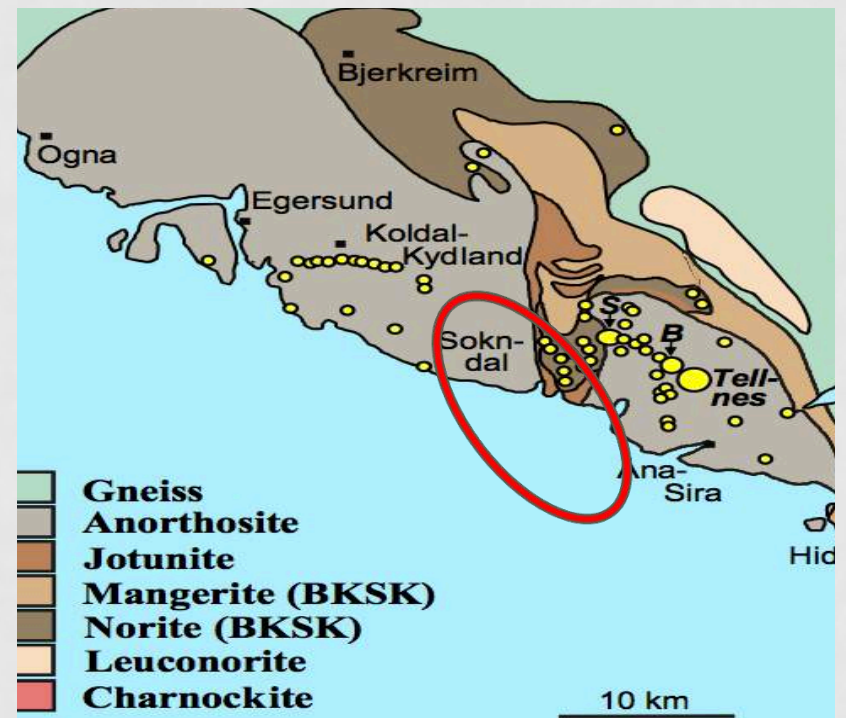 Bjerkreim
Ogna
Egersund
Koldal-
Kydland
Sokn-
dal
S
B
Tell-
nes
Ana-
Sira
Hid
Gneiss
Anorthosite
Jotunite
Mangerite (BKSK)
Norite (BKSK)
Leuconorite
Charnockite
10 km